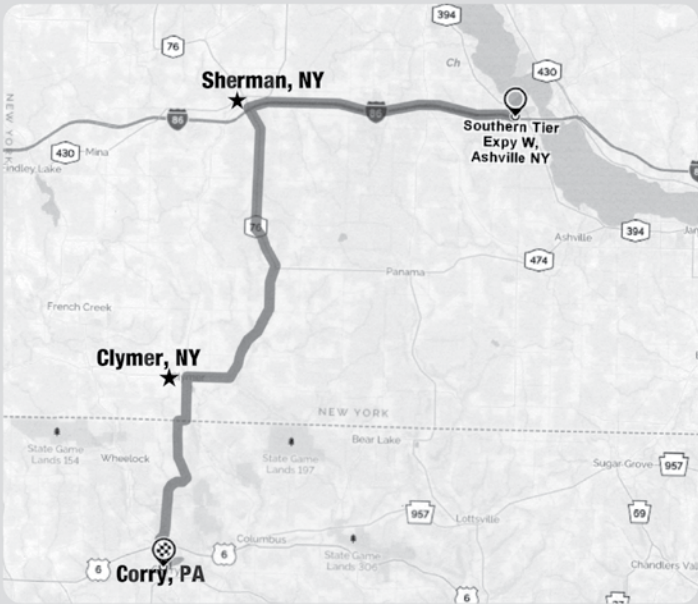 394
76
Ch
430
Sherman, NY
NEW YORK
86
86
Southern Tier
Expy W,
Ashville NY
430
Mina
indley Lake
76
Ashville
394
Jan
474
Panama
French Creek
Clymer, NY
NEW YORK
State Game
Lands 154
Wheelock
State Game
Lands 197
Bear Lake
Sugar Grove
957
957
Lottsville
69
Columbus
6
State Game
Lands 306
6
Corry, PA
Chandlers Val
6